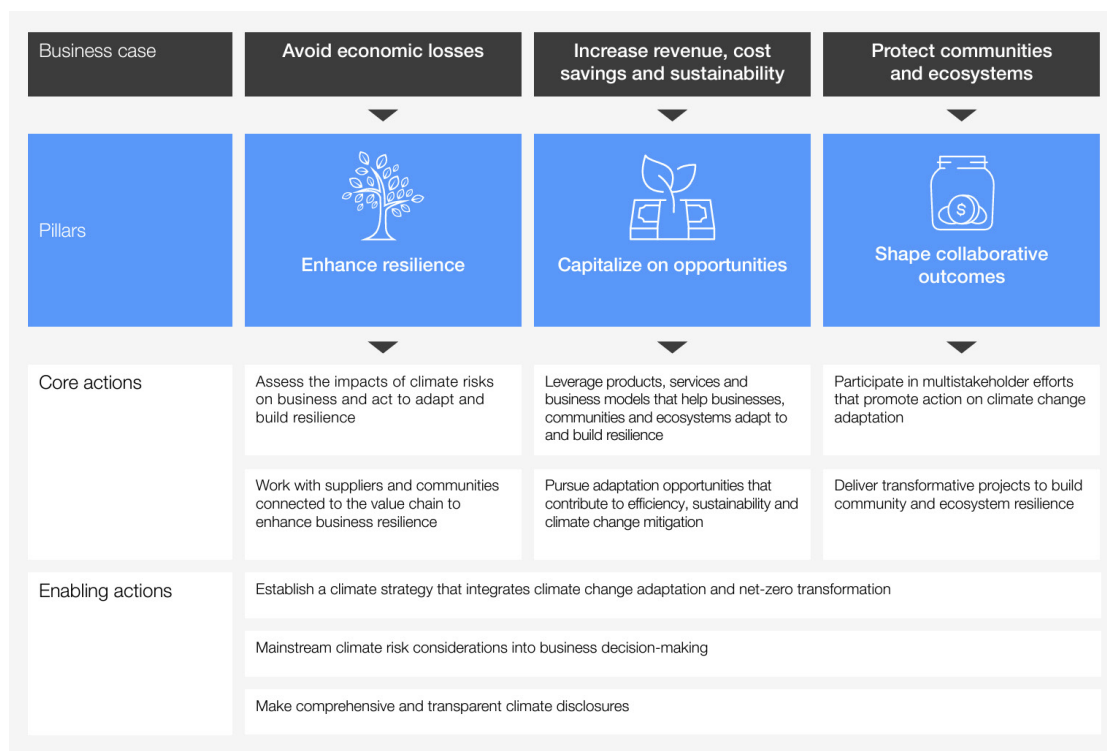 Business case
Avoid economic losses
Increase revenue, cost
savings and sustainability
Protect communities
and ecosystems
Pillars
Enhance resilience
Capitalize on opportunities
$
Shape collaborative
outcomes
Core actions
Assess the impacts of climate risks
on business and act to adapt and
build resilience
Leverage products, services and
business models that help businesses,
communities and ecosystems adapt to
and build resilience
Participate in multistakeholder efforts
that promote action on climate change
adaptation
Work with suppliers and communities
connected to the value chain to
enhance business resilience
Pursue adaptation opportunities that
contribute to efficiency, sustainability and
climate change mitigation
Deliver transformative projects to build
community and ecosystem resilience
Enabling actions
Establish a climate strategy that integrates climate change adaptation and net-zero transformation
Mainstream climate risk considerations into business decision-making
Make comprehensive and transparent climate disclosures